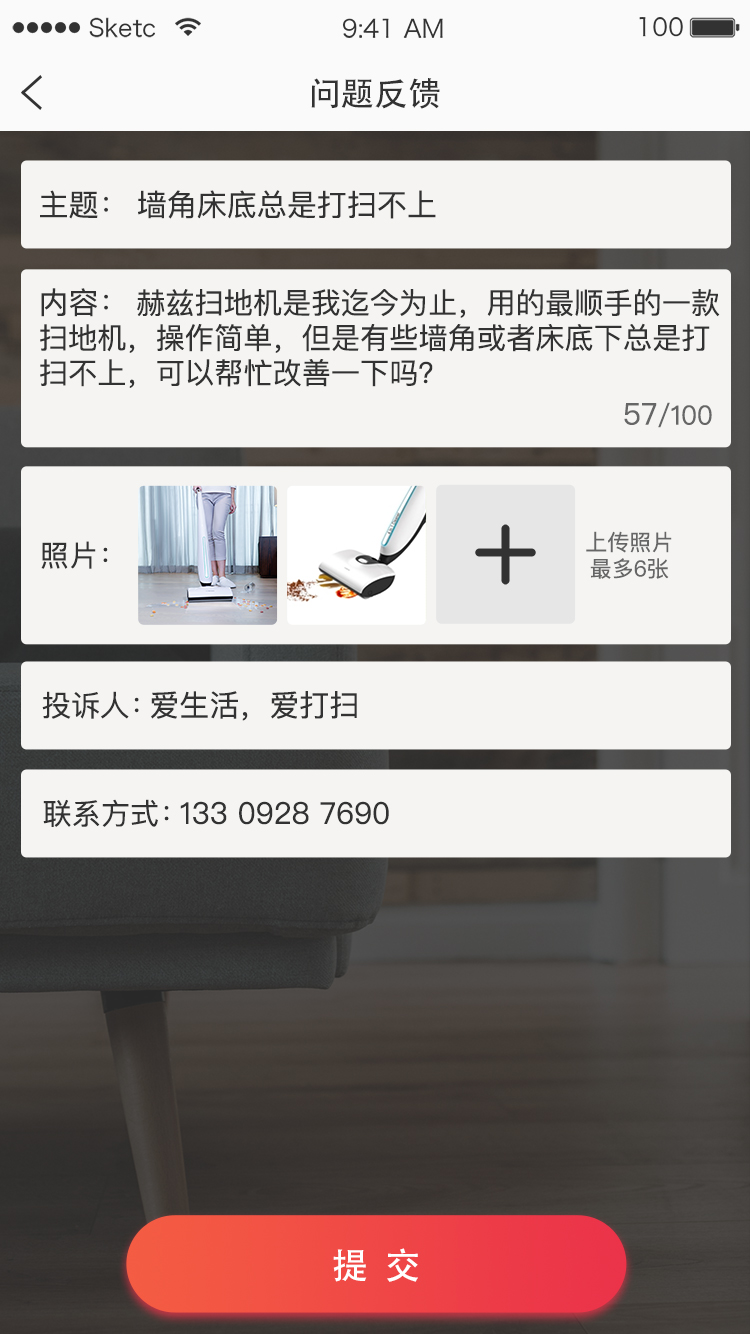 Sketc 9:41 AM 100
问题反馈
主题： 墙角床底总是打扫不上
内容： 赫兹扫地机是我迄今为止，用的最顺手的一款
扫地机，操作简单，但是有些墙角或者床底下总是打
扫不上，可以帮忙改善一下吗?
57/100
照片：
上传照片
最多6张
投诉人: 爱生活，爱打扫
联系方式: 133 0928 7690
提 交